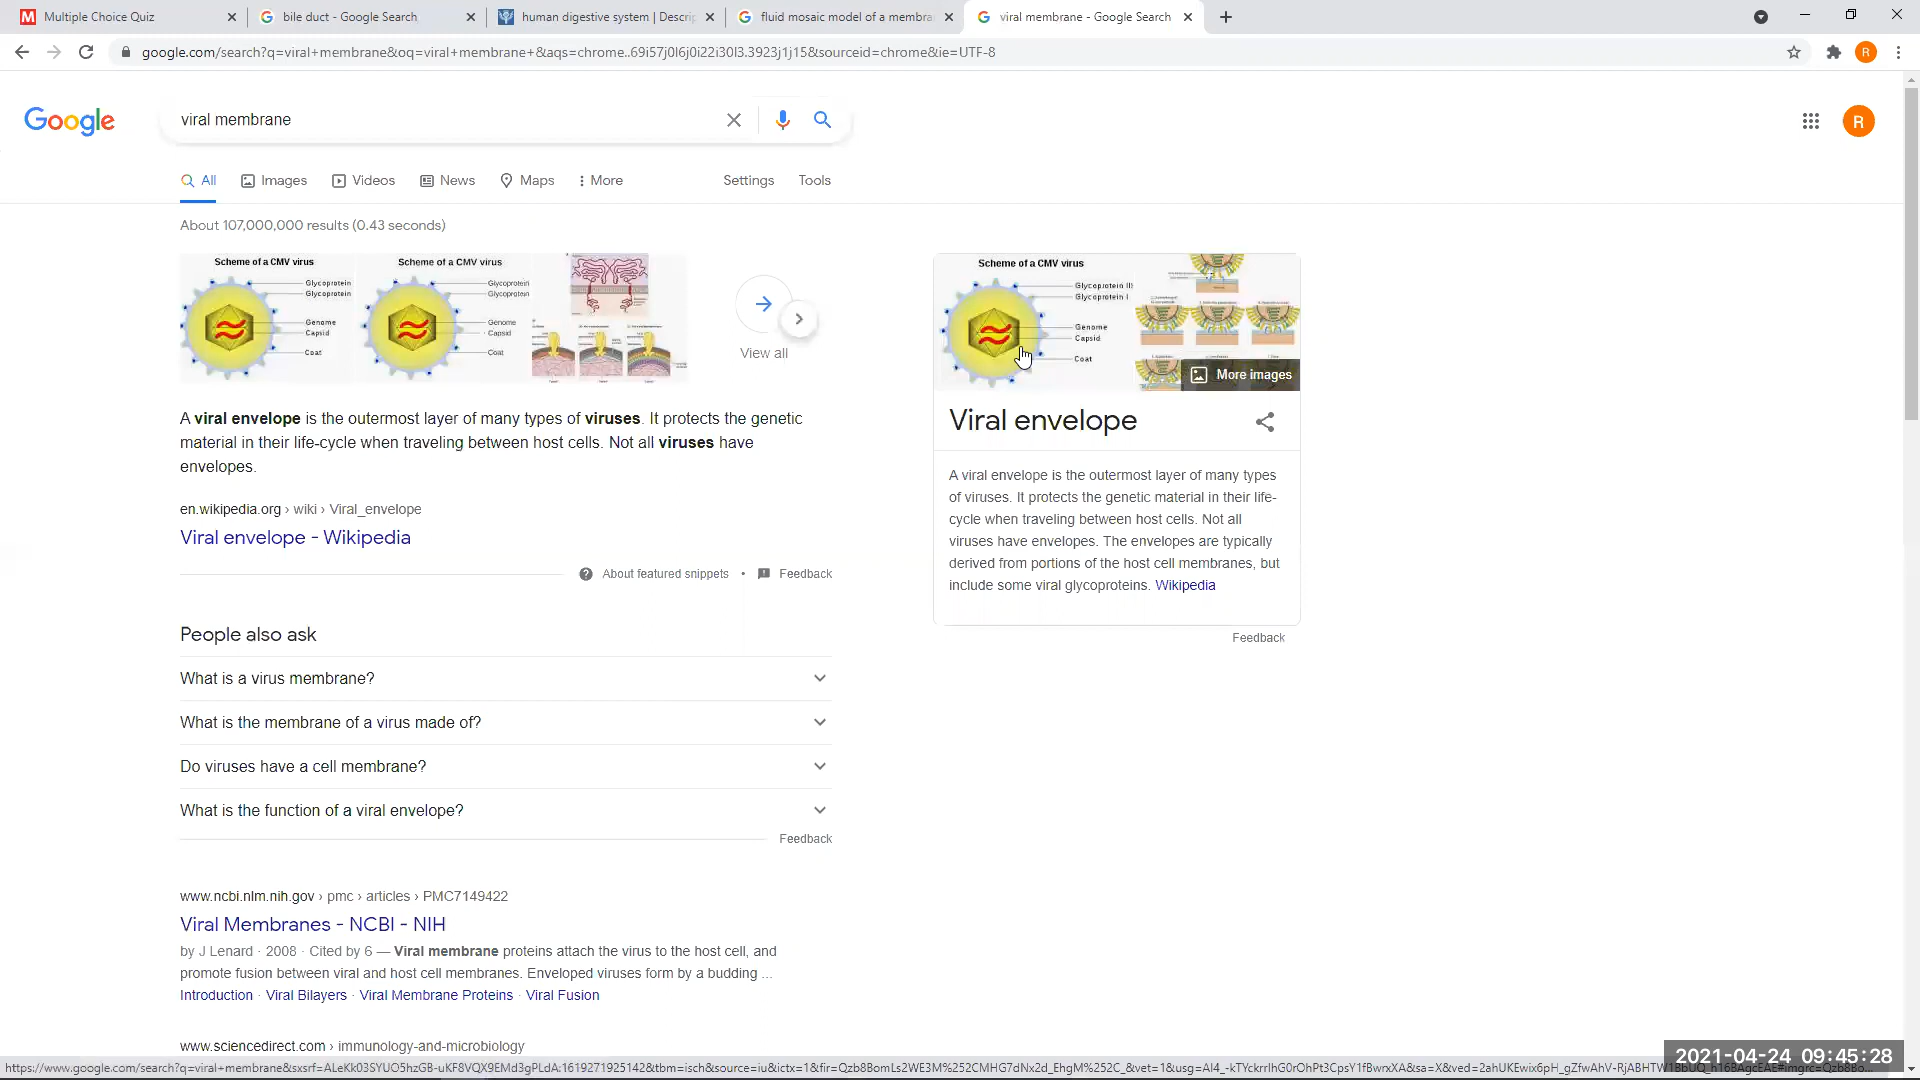 Multiple Choice Quiz
bile duct - Google Search
human digestive system | Descrip
fluid mosaic model of a membra
viral membrane - Google Search
google.com/search?q=viral+membrane&oq=viral+membrane+&aqs=chrome..69i57j0l6j0i22i30l3.3923j1j15&sourceid=chrome&ie=UTF-8
R
Google
viral membrane
R
All
Images
Videos
News
Maps
More
Settings
Tools
About 107,000,000 results (0.43 seconds)
Scheme of a CMV virus
Glycoprotein
Glycoprotein
Genome
Capsid
Coat
Scheme of a CMV virus
Glycoprotein
Glycoprotein
Genome
Capsid
Coat
View all
A viral envelope is the outermost layer of many types of viruses. It protects the genetic
material in their life-cycle when traveling between host cells. Not all viruses have
envelopes.
en.wikipedia.org › wiki › Viral_envelope
Viral envelope - Wikipedia
About featured snippets • Feedback
People also ask
What is a virus membrane?
What is the membrane of a virus made of?
Do viruses have a cell membrane?
What is the function of a viral envelope?
Feedback
www.ncbi.nlm.nih.gov › pmc › articles › PMC7149422
Viral Membranes - NCBI - NIH
by J Lenard · 2008 · Cited by 6 — Viral membrane proteins attach the virus to the host cell, and
promote fusion between viral and host cell membranes. Enveloped viruses form by a budding ...
Introduction · Viral Bilayers · Viral Membrane Proteins · Viral Fusion
www.sciencedirect.com › immunology-and-microbiology
Scheme of a CMV virus
Glycoprotein III
Glycoprotein I
Genome
Capsid
Coat
More images
Viral envelope
A viral envelope is the outermost layer of many types
of viruses. It protects the genetic material in their life-
cycle when traveling between host cells. Not all
viruses have envelopes. The envelopes are typically
derived from portions of the host cell membranes, but
include some viral glycoproteins. Wikipedia
Feedback
2021-04-24 09:45:28